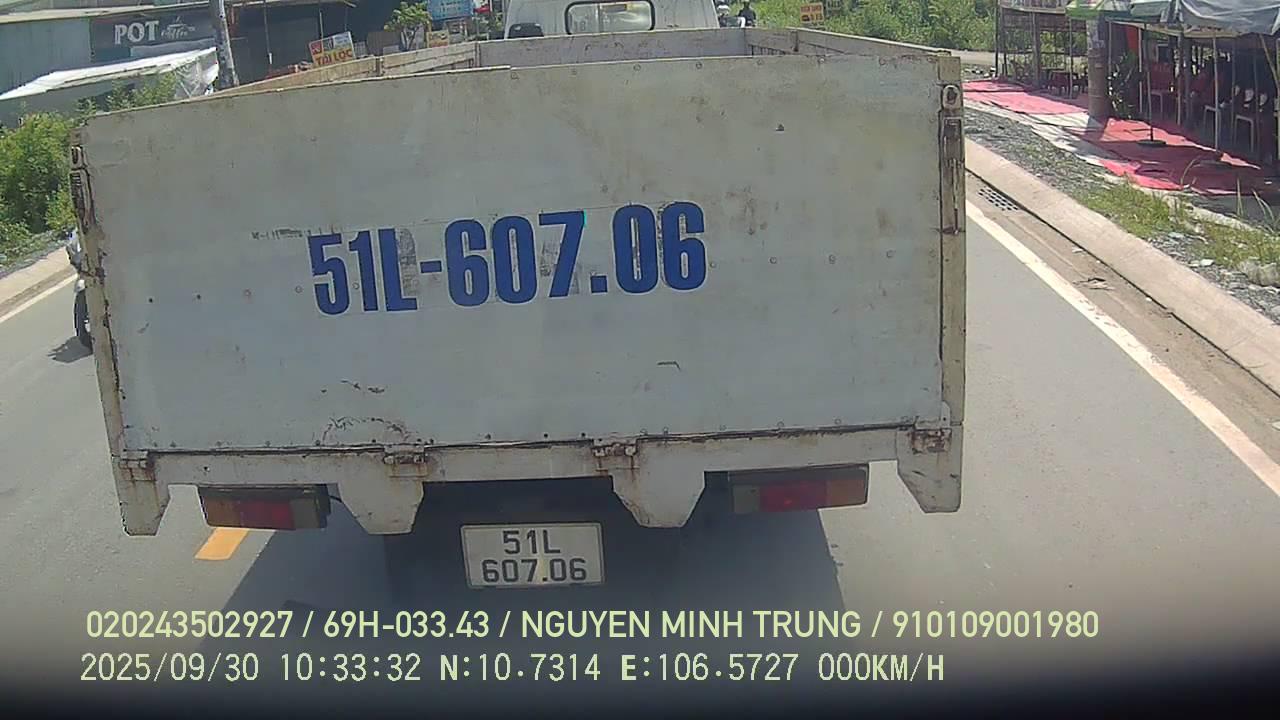 POT
coffee
TÀI LỘC
51L-607.06
51L
607.06
020243502927 / 69H-033.43 / NGUYEN MINH TRUNG / 910109001980
2025/09/30 10:33:32 N:10.7314 E:106.5727 000KM/H